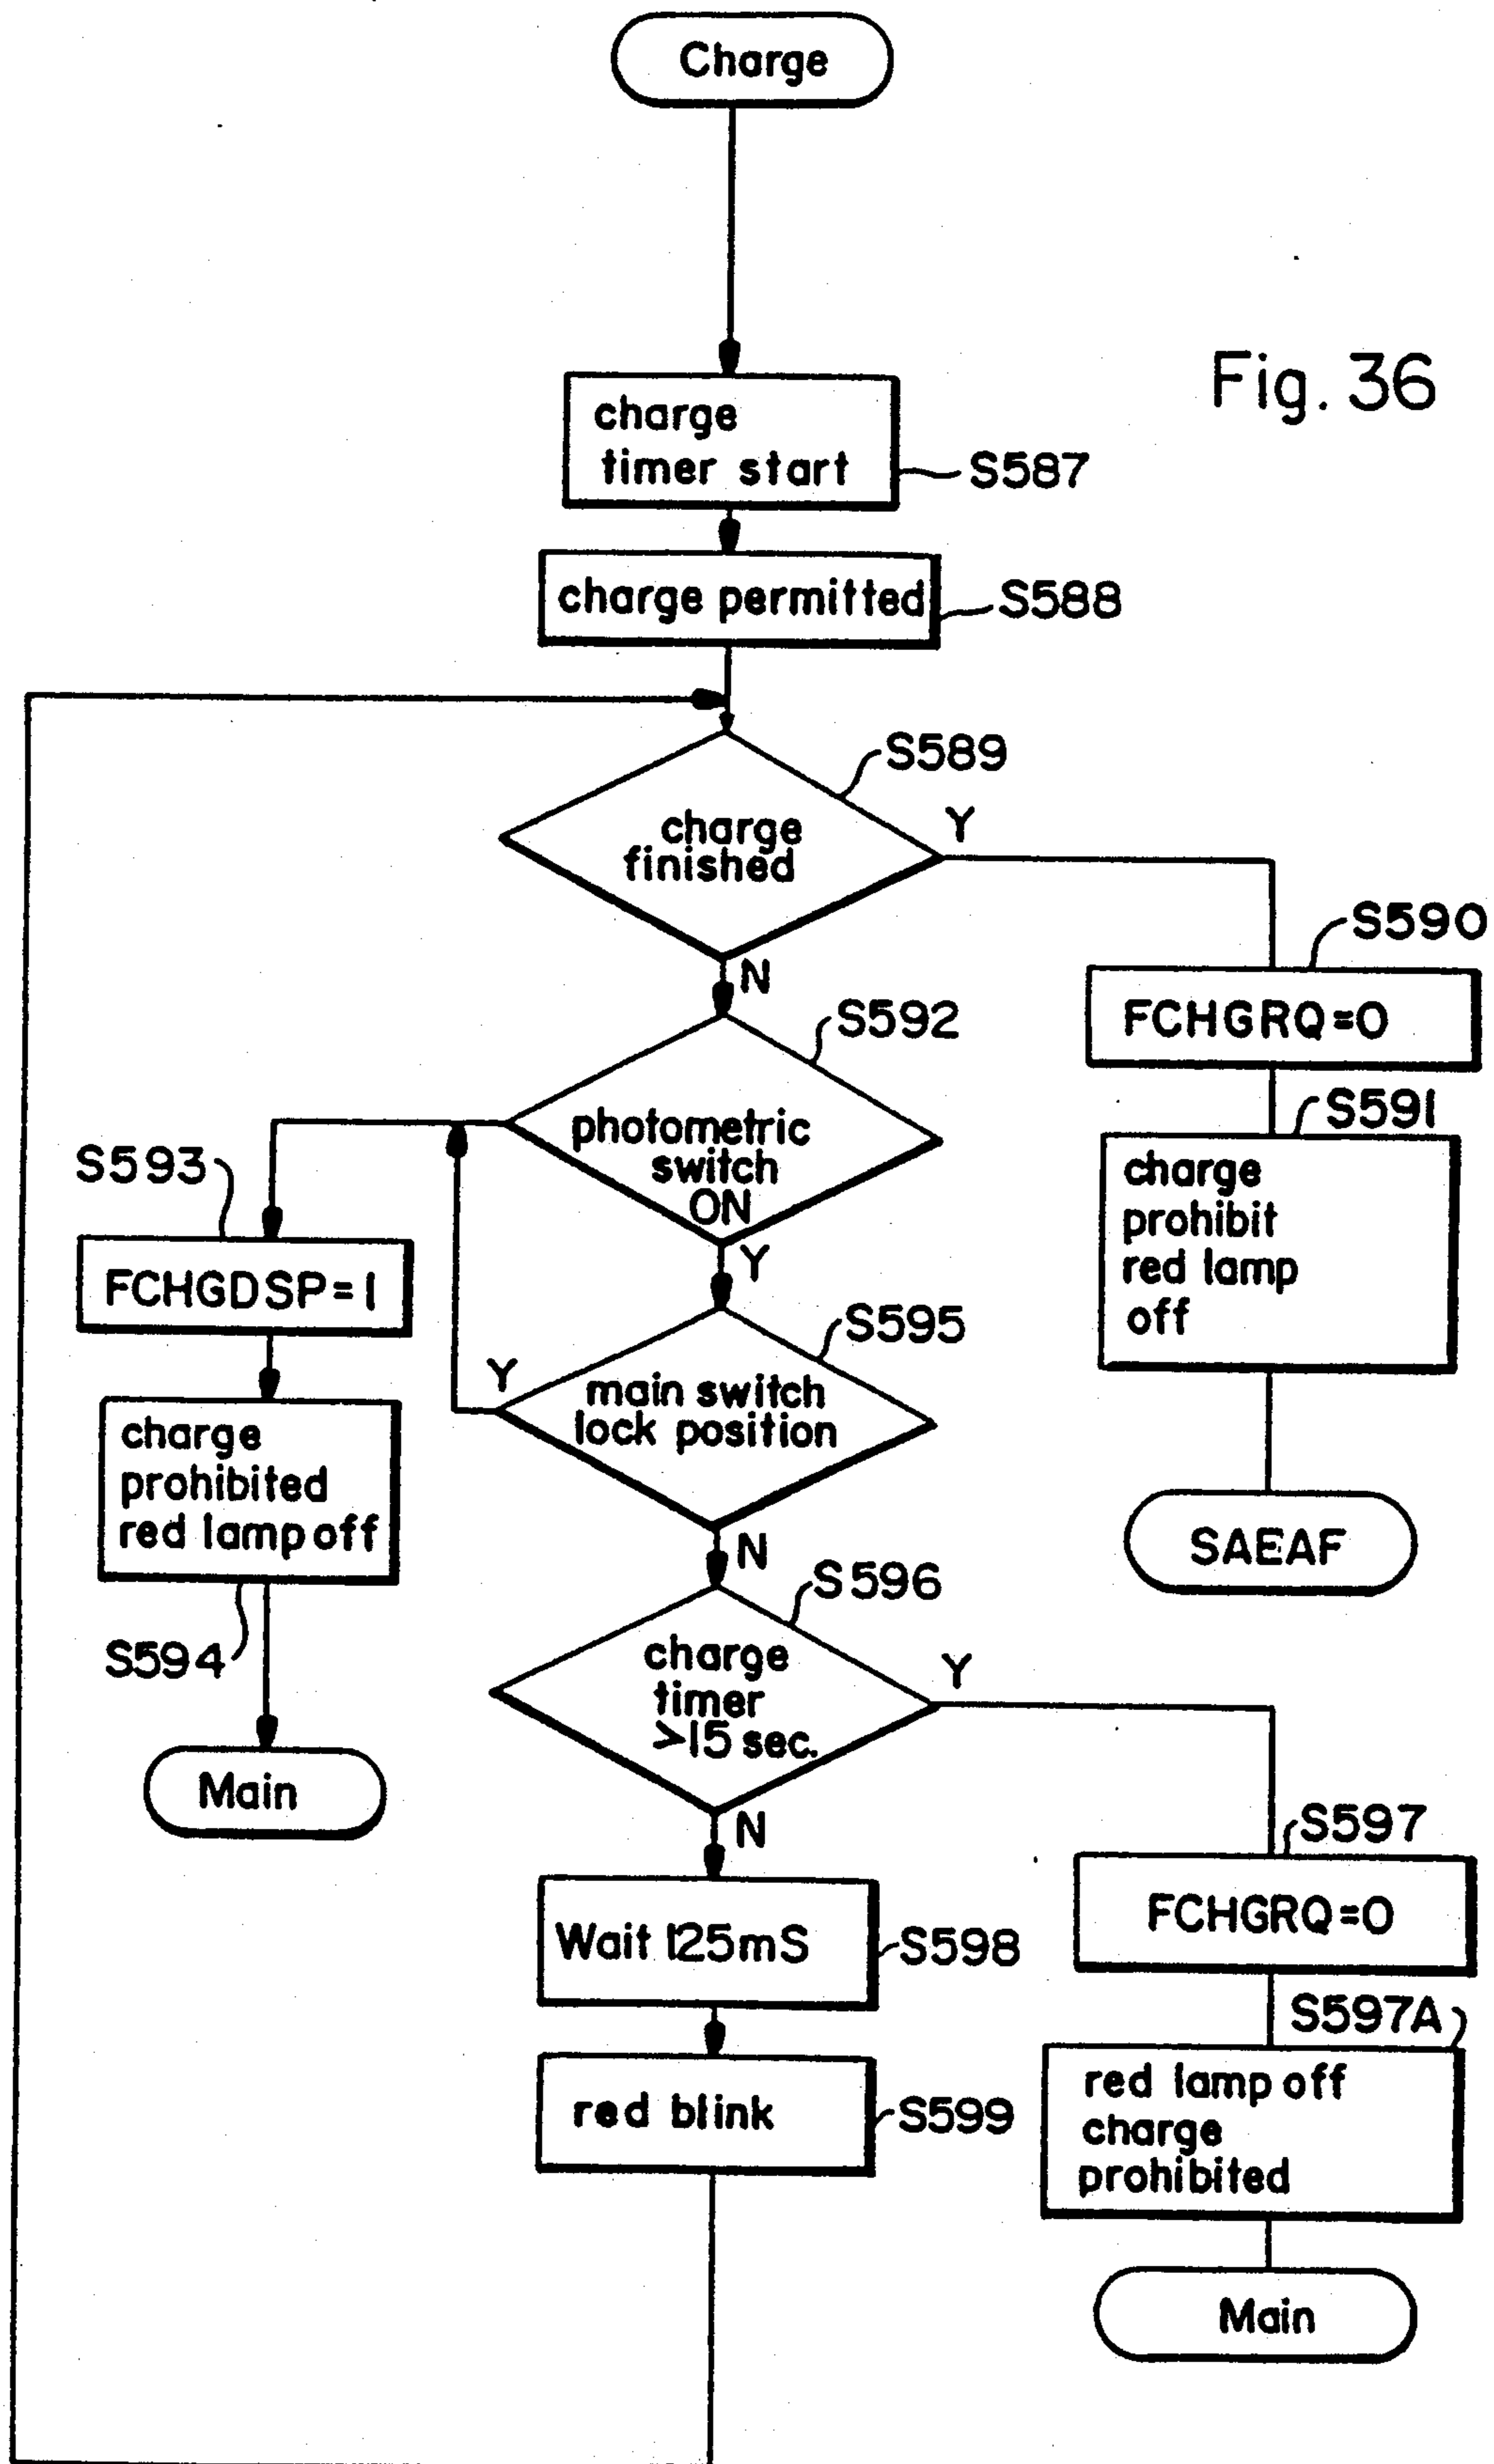 Charge
Fig. 36
charge
timer start
S587
charge permitted
S588
S589
charge
finished
Y
N
S590
FCHGRQ=0
S591
charge
prohibit
red lamp
off
SAEAF
S592
photometric
switch
ON
Y
S593
FCHGDSP=1
charge
prohibited
red lamp off
S594
Main
S595
main switch
lock position
Y
N
S596
charge
timer
>15 sec.
Y
N
S597
FCHGRQ=0
S597A
red lamp off
charge
prohibited
Main
Wait 125mS
S598
red blink
S599